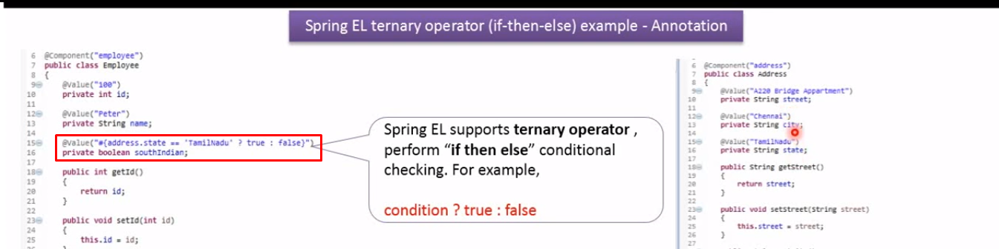 Spring EL ternary operator (if-then-else) example - Annotation
6 @Component("employee")
7 public class Employee
8 {
9 @Value("100")
10 private int id;
11
12 @Value("Peter")
13 private String name;
14
15 @Value("#{address.state == 'TamilNadu' ? true : false}")
16 private boolean southIndian;
17
18 public int getId()
19 {
20 return id;
21 }
22
23 public void setId(int id)
24 {
25 this.id = id;
26 }
Spring EL supports ternary operator ,
perform “if then else” conditional
checking. For example,
condition ? true : false
6 @Component("address")
7 public class Address
8 {
9 @Value("A220 Bridge Appartment")
10 private String street;
11
12 @Value("Chennai")
13 private String city;
14
15 @Value("TamilNadu")
16 private String state;
17
18 public String getStreet()
19 {
20 return street;
21 }
22
23 public void setStreet(String street)
24 {
25 this.street = street;
26 }
27